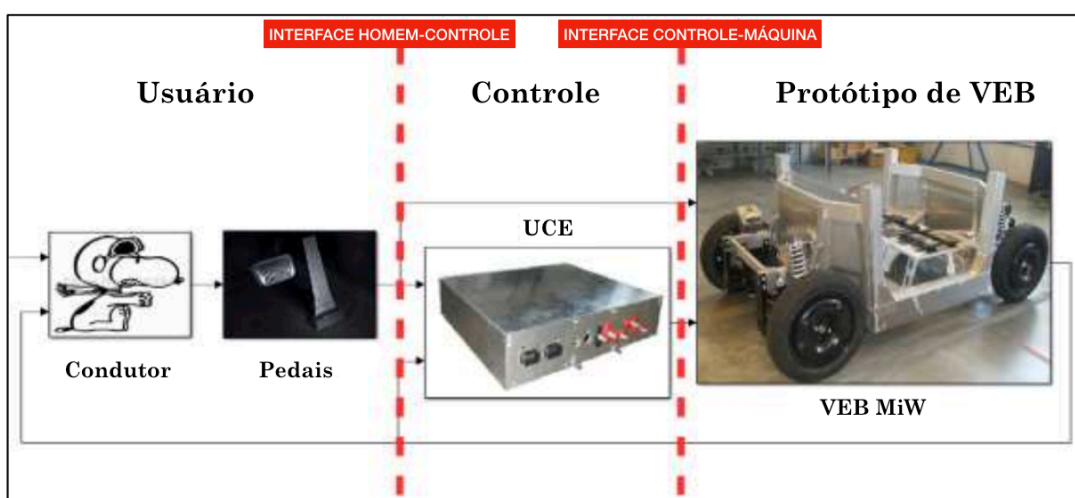 INTERFACE HOMEM-CONTROLE
INTERFACE CONTROLE-MÁQUINA
Usuário
Controle
Protótipo de VEB
UCE
Condutor
Pedais
VEB MiW